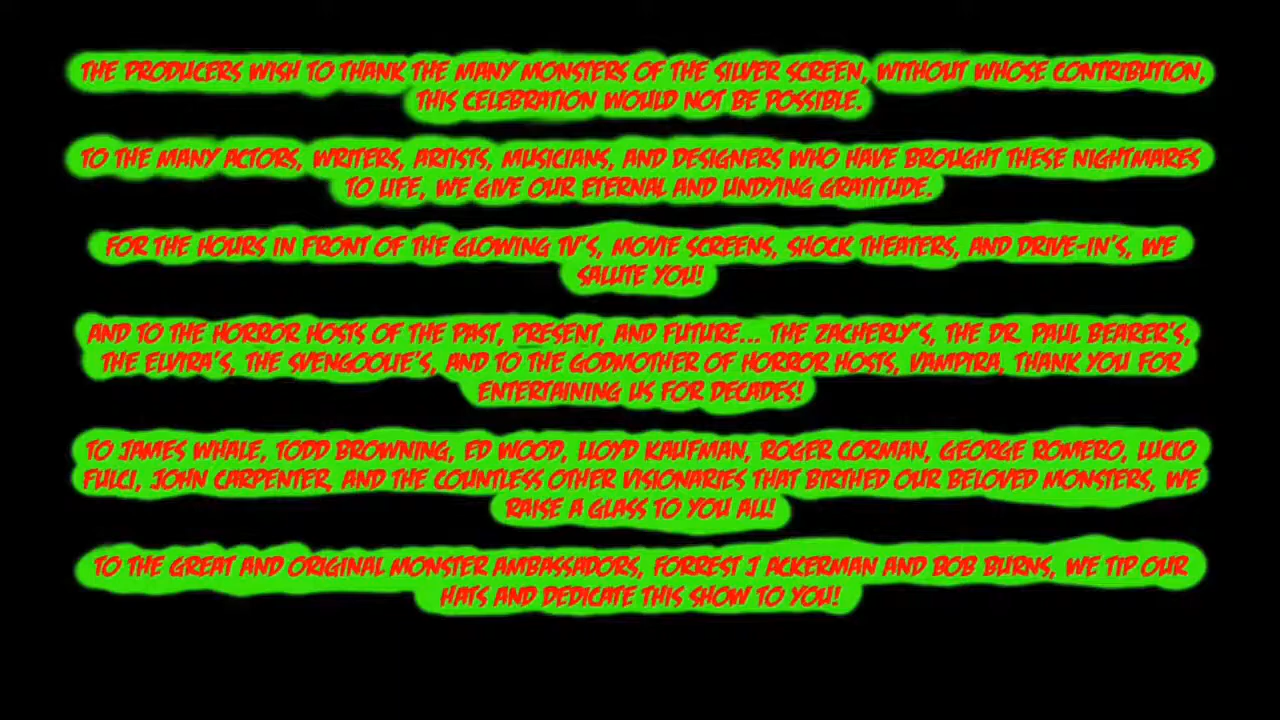 THE PRODUCERS WISH TO THANK THE MANY MONSTERS OF THE SILVER SCREEN, WITHOUT WHOSE CONTRIBUTION,
THIS CELEBRATION WOULD NOT BE POSSIBLE.
TO THE MANY ACTORS, WRITERS, ARTISTS, MUSICIANS, AND DESIGNERS WHO HAVE BROUGHT THESE NIGHTMARES
TO LIFE, WE GIVE OUR ETERNAL AND UNDYING GRATITUDE.
FOR THE HOURS IN FRONT OF THE GLOWING TV'S, MOVIE SCREENS, SHOCK THEATERS, AND DRIVE-IN'S, WE
SALUTE YOU!
AND TO THE HORROR HOSTS OF THE PAST, PRESENT, AND FUTURE... THE ZACHERLY'S, THE DR. PAUL BEARER'S,
THE ELVIRA'S, THE SVENGOOLIE'S, AND TO THE GODMOTHER OF HORROR HOSTS, VAMPIRA, THANK YOU FOR
ENTERTAINING US FOR DECADES!
TO JAMES WHALE, TODD BROWNING, ED WOOD, LLOYD KAUFMAN, ROGER CORMAN, GEORGE ROMERO, LUCIO
FULCI, JOHN CARPENTER, AND THE COUNTLESS OTHER VISIONARIES THAT BIRTHED OUR BELOVED MONSTERS, WE
RAISE A GLASS TO YOU ALL!
TO THE GREAT AND ORIGINAL MONSTER AMBASSADORS, FORREST J ACKERMAN AND BOB BURNS, WE TIP OUR
HATS AND DEDICATE THIS SHOW TO YOU!